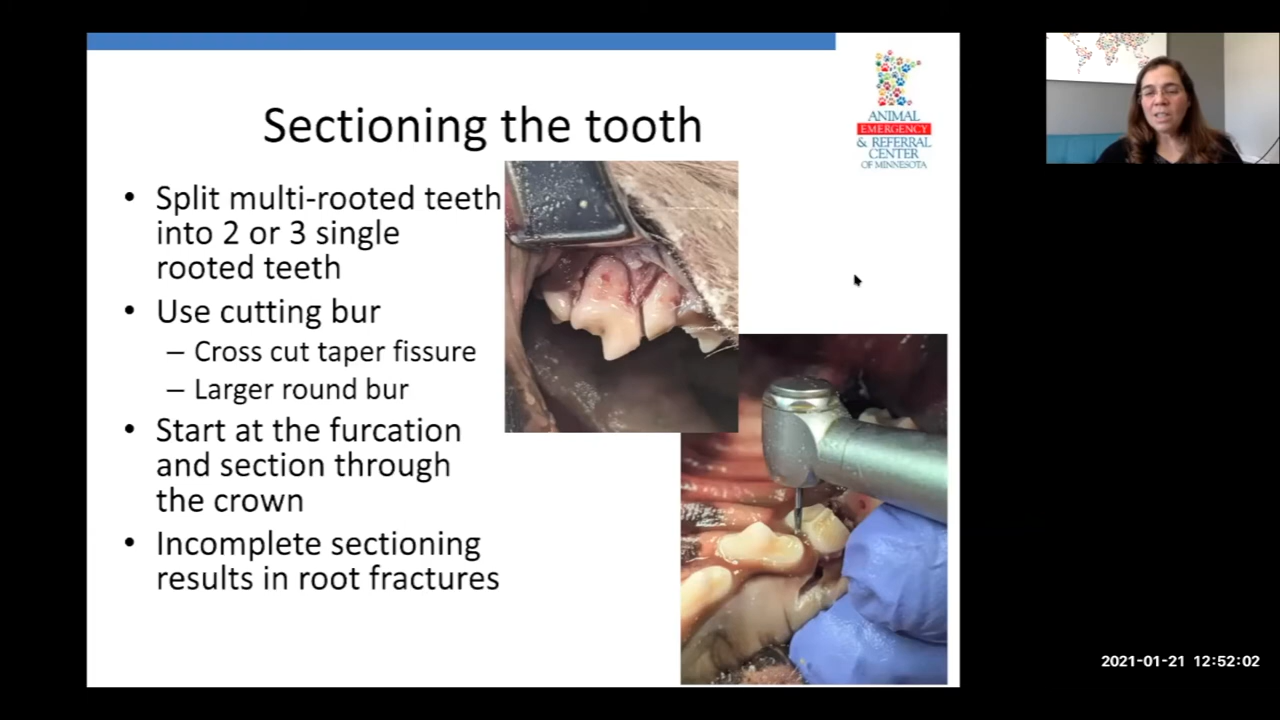 Sectioning the tooth
ANIMAL
EMERGENCY
& REFERRAL
CENTER
OF MINNESOTA
• Split multi-rooted teeth
into 2 or 3 single
rooted teeth
• Use cutting bur
– Cross cut taper fissure
– Larger round bur
• Start at the furcation
and section through
the crown
• Incomplete sectioning
results in root fractures
2021-01-21 12:52:02